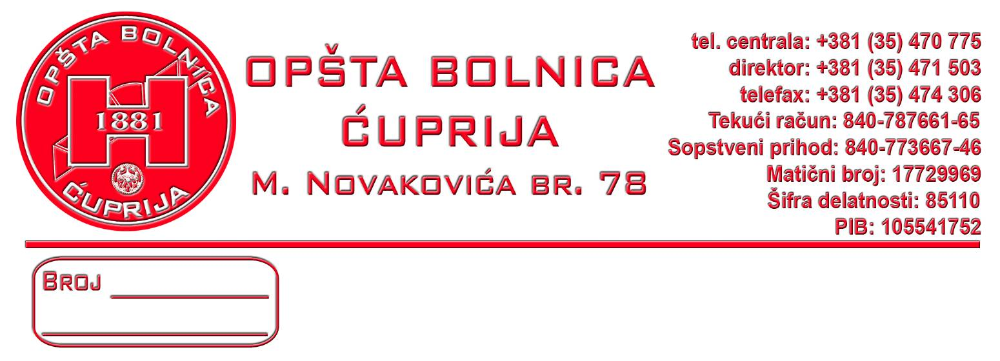 OPŠTA BOLNICA
1881
ĆUPRIJA
OPŠTA BOLNICA
ĆUPRIJA
M. NOVAKOVIĆA BR. 78
tel. centrala: +381 (35) 470 775
direktor: +381 (35) 471 503
telefax: +381 (35) 474 306
Tekući račun: 840-787661-65
Sopstveni prihod: 840-773667-46
Matični broj: 17729969
Šifra delatnosti: 85110
PIB: 105541752
BROJ